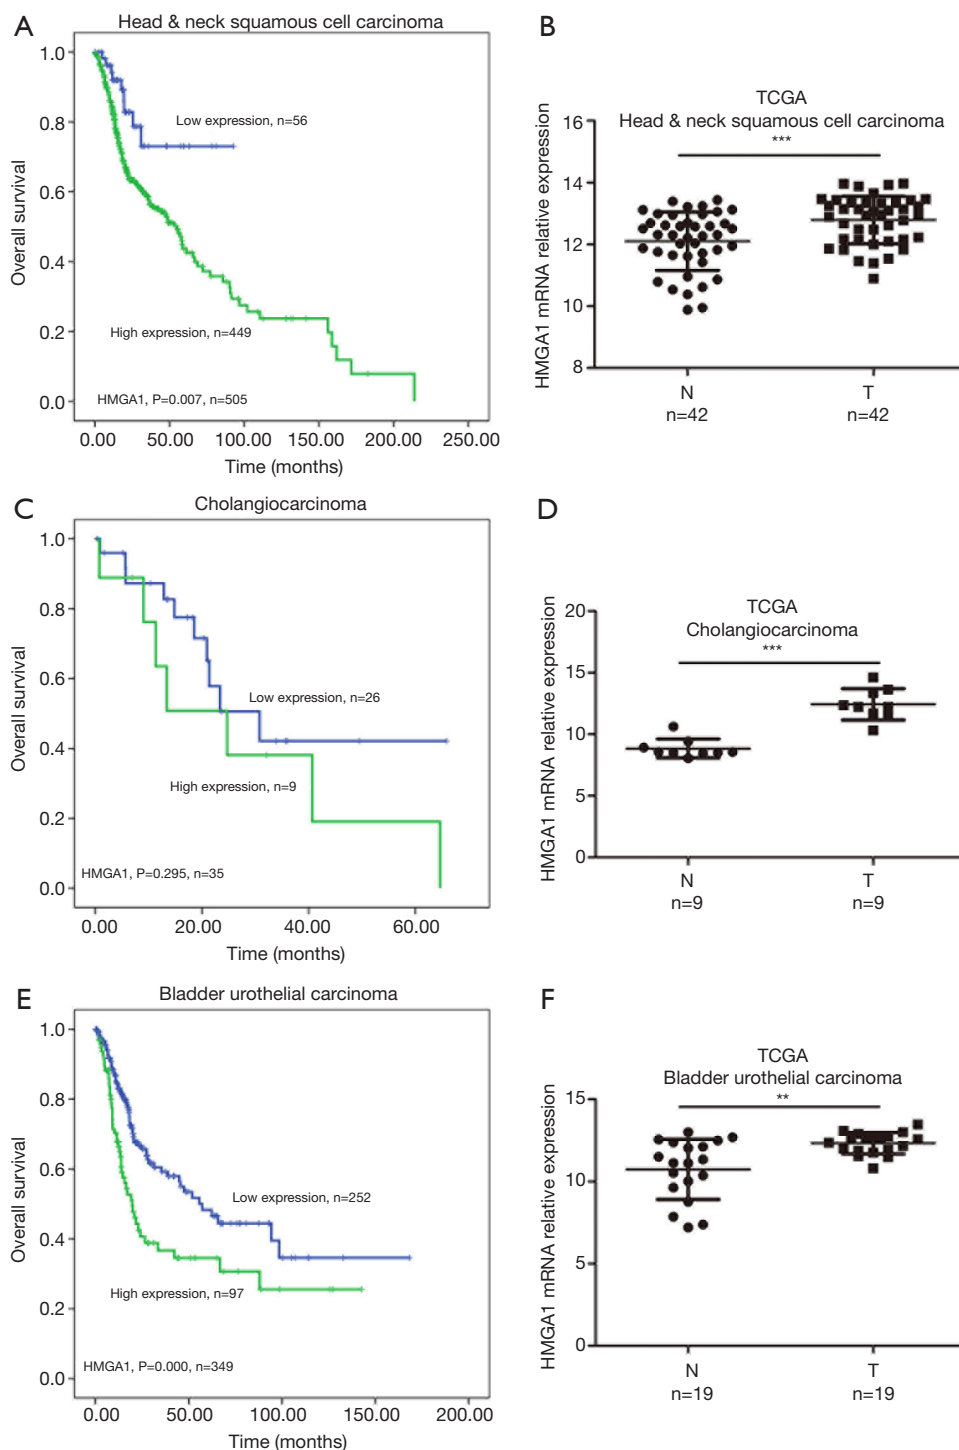 A
Head & neck squamous cell carcinoma
1.0
0.8
0.6
0.4
0.2
0.0
Overall survival
Low expression, n=56
High expression, n=449
HMGA1, P=0.007, n=505
0.00 50.00 100.00 150.00 200.00 250.00
Time (months)
B
TCGA
Head & neck squamous cell carcinoma
***
16
14
12
10
8
HMGA1 mRNA relative expression
N T
n=42 n=42
C
Cholangiocarcinoma
1.0
0.8
0.6
0.4
0.2
0.0
Overall survival
Low expression, n=26
High expression, n=9
HMGA1, P=0.295, n=35
0.00 20.00 40.00 60.00
Time (months)
D
TCGA
Cholangiocarcinoma
***
20
15
10
5
0
HMGA1 mRNA relative expression
N T
n=9 n=9
E
Bladder urothelial carcinoma
1.0
0.8
0.6
0.4
0.2
0.0
Overall survival
Low expression, n=252
High expression, n=97
HMGA1, P=0.000, n=349
0.00 50.00 100.00 150.00 200.00
Time (months)
F
TCGA
Bladder urothelial carcinoma
**
15
10
5
0
HMGA1 mRNA relative expression
N T
n=19 n=19